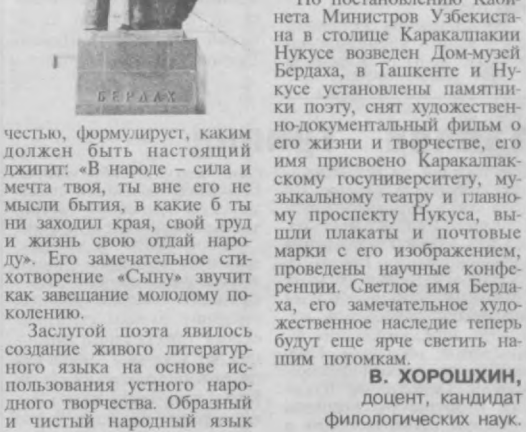 БЕРДАХ
честью, формулирует, каким
должен быть настоящий
джигит: «В народе – сила и
мечта твоя, ты вне его не
мысли бытия, в какие б ты
ни заходил края, свой труд
и жизнь свою отдай наро-
ду». Его замечательное сти-
хотворение «Сыну» звучит
как завещание молодому по-
колению.
Заслугой поэта явилось
создание живого литератур-
ного языка на основе ис-
пользования устного наро-
дного творчества. Образный
и чистый народный язык
По постановлению Каби-
нета Министров Узбекиста-
на в столице Каракалпакии
Нукусе возведен Дом-музей
Бердаха, в Ташкенте и Ну-
кусе установлены памятни-
ки поэту, снят художествен-
но-документальный фильм о
его жизни и творчестве, его
имя присвоено Каракалпак-
скому госуниверситету, му-
зыкальному театру и главно-
му проспекту Нукуса, вы-
шли плакаты и почтовые
марки с его изображением,
проведены научные конфе-
ренции. Светлое имя Берда-
ха, его замечательное худо-
жественное наследие теперь
будут еще ярче светить на-
шим потомкам.
В. ХОРОШХИН,
доцент, кандидат
филологических наук.